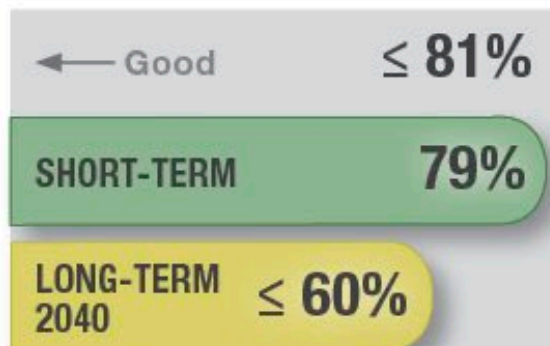 Good ≤ 81%
SHORT-TERM 79%
LONG-TERM
2040 ≤ 60%